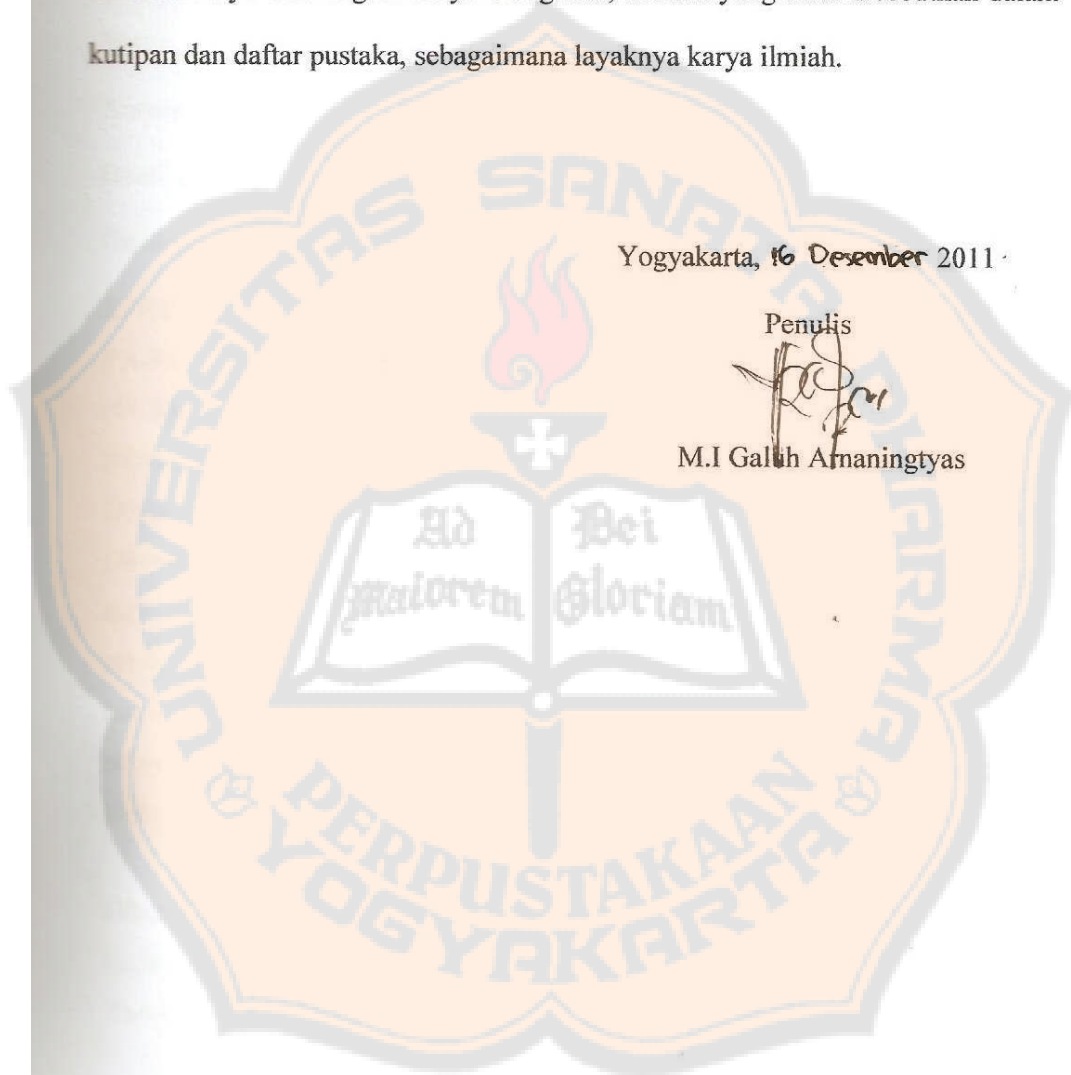 kutipan dan daftar pustaka, sebagaimana layaknya karya ilmiah.
UNIVERSITAS SANATA DHARMA
Yogyakarta, 16 Desember 2011
Penulis
M.I Galuh Arnaningtyas
Ad Dei
Maiorem Gloriam
PERPUSTAKAAN
YOGYAKARTA